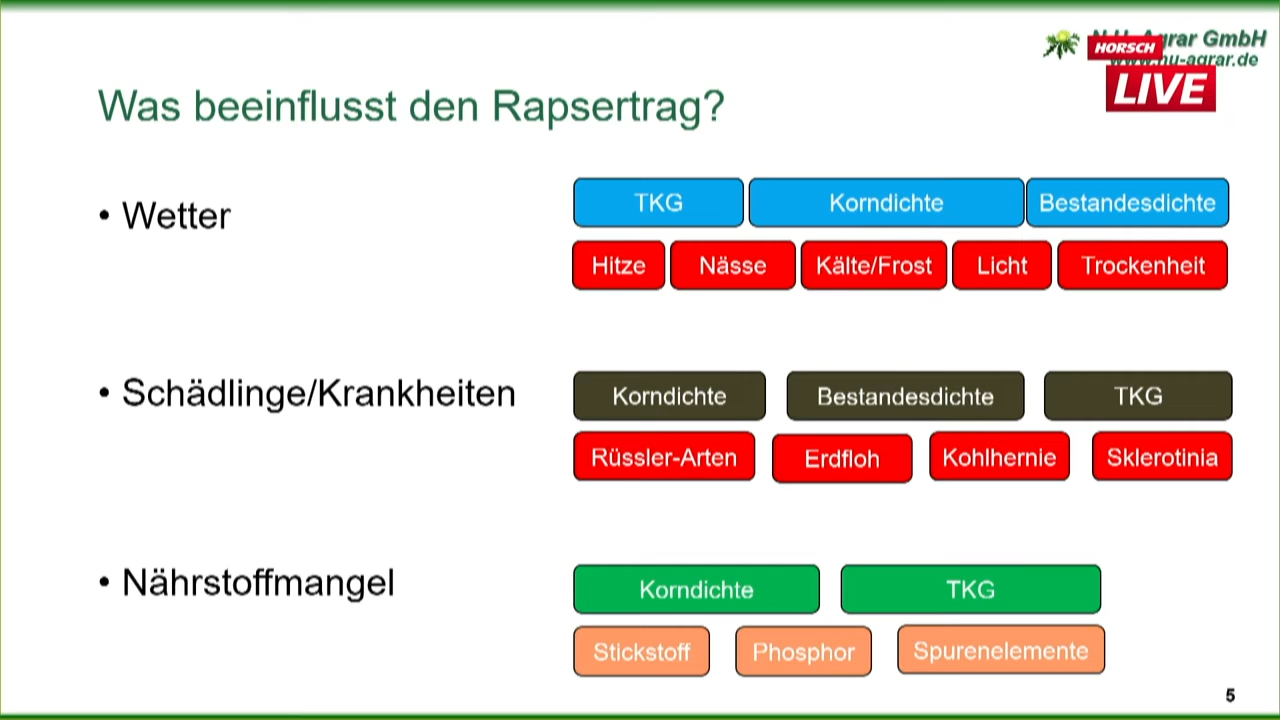 Agrar GmbH
HORSCH
nu-agrar.de
LIVE
Was beeinflusst den Rapsertrag?
• Wetter
TKG Korndichte Bestandesdichte
Hitze Nässe Kälte/Frost Licht Trockenheit
• Schädlinge/Krankheiten
Korndichte Bestandesdichte TKG
Rüssler-Arten Erdfloh Kohlhernie Sklerotinia
• Nährstoffmangel
Korndichte TKG
Stickstoff Phosphor Spurenelemente
5